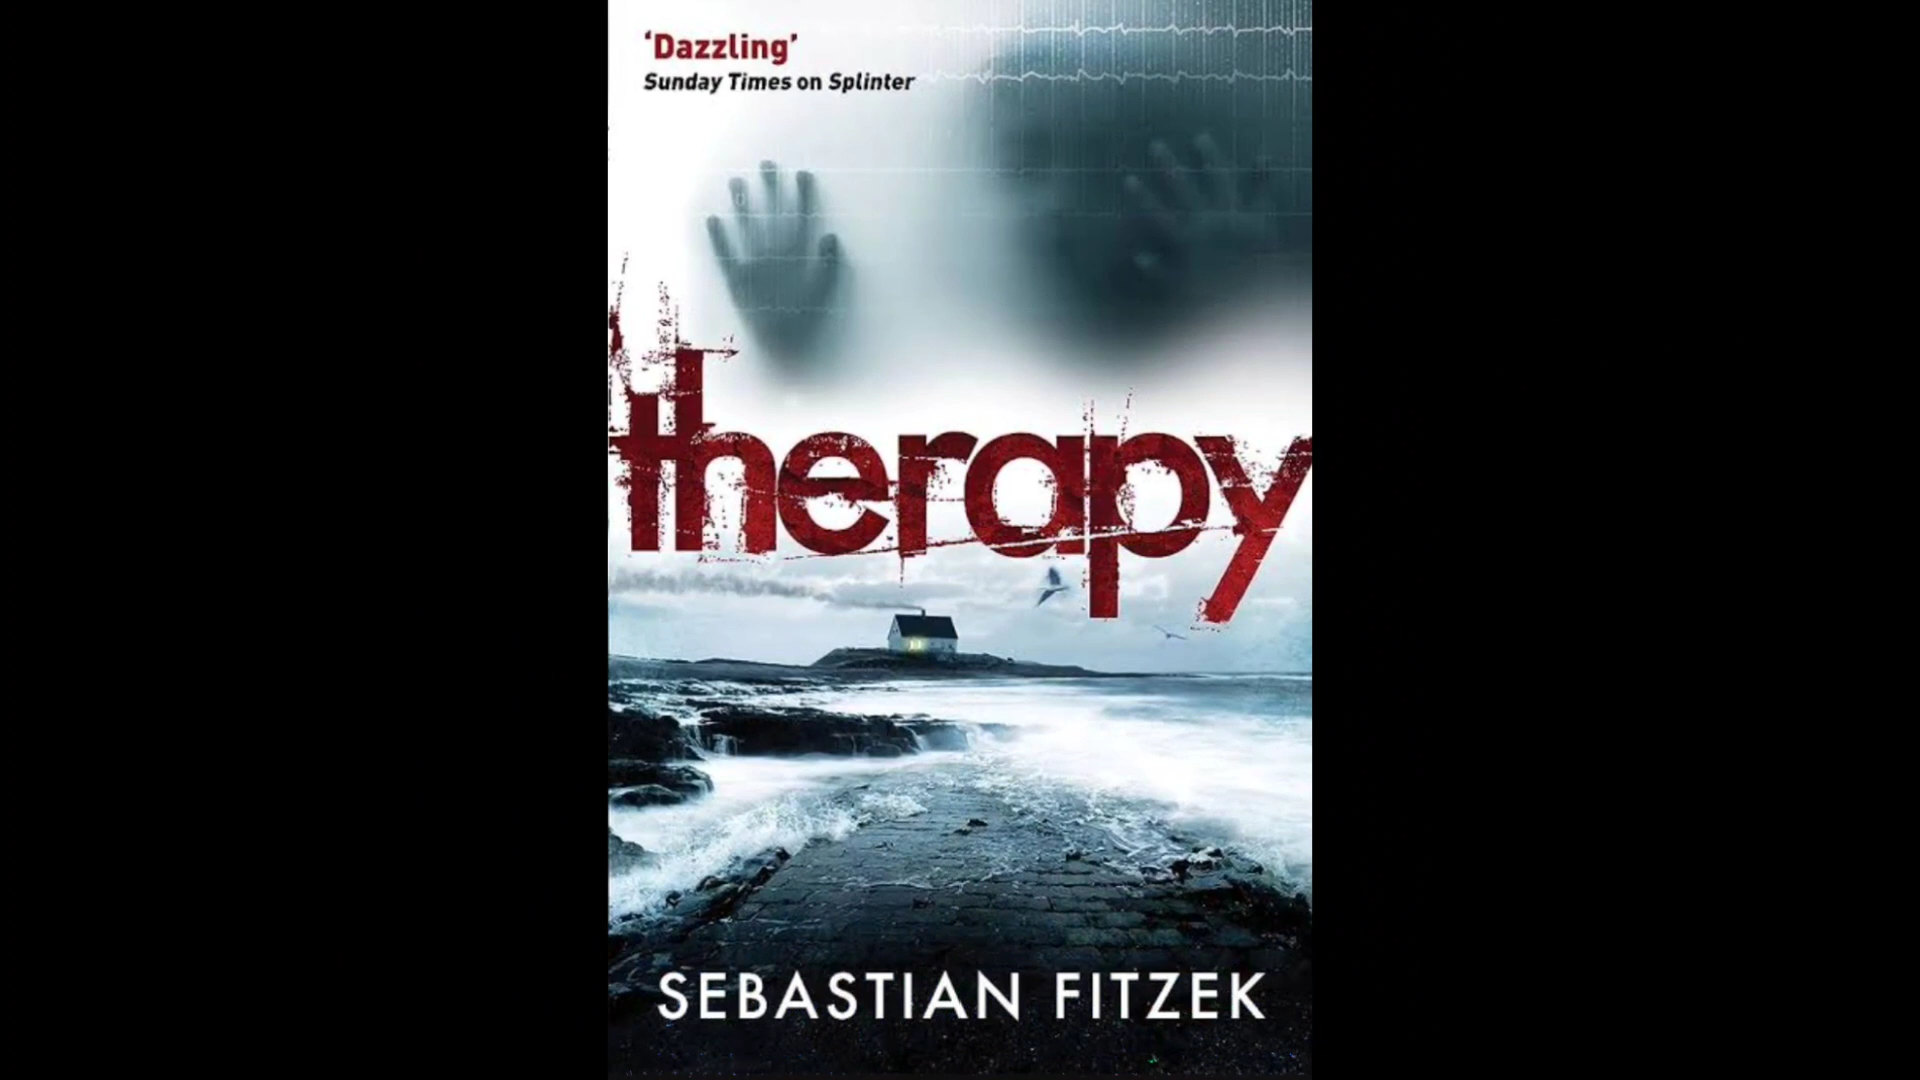 ‘Dazzling’
Sunday Times on Splinter
therapy
SEBASTIAN FITZEK